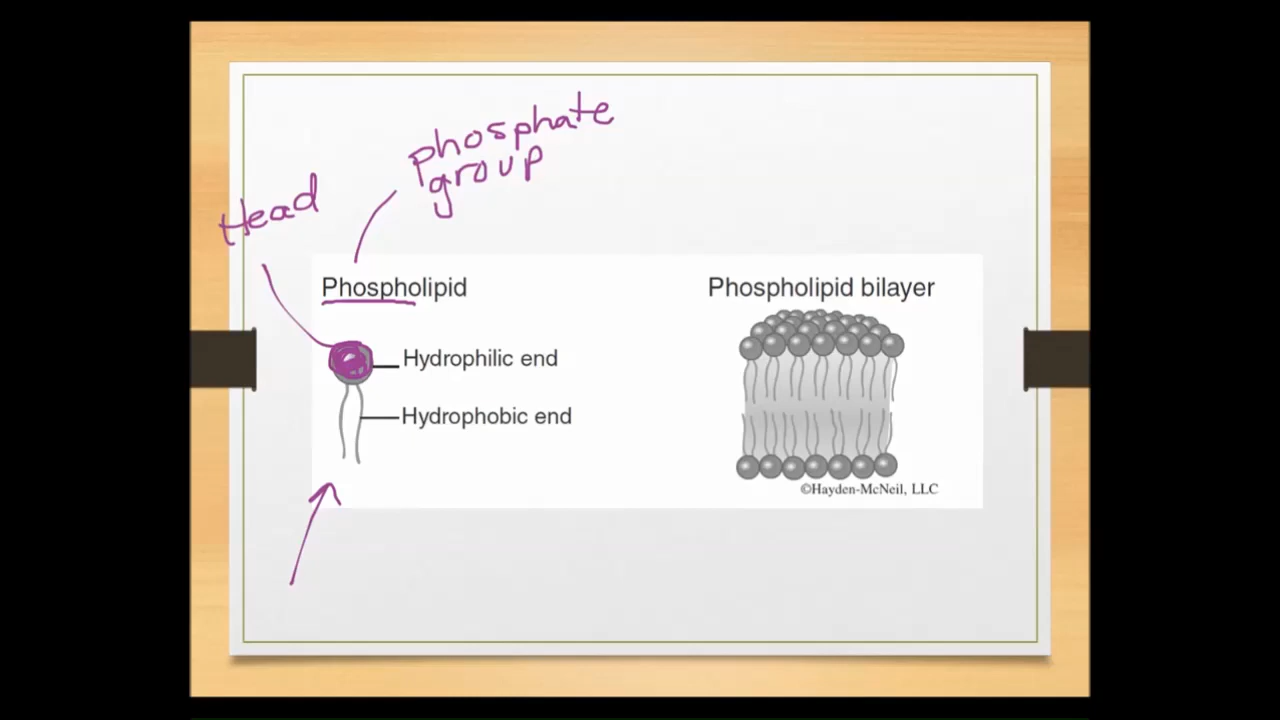 phosphate
group
Head
Phospholipid
Hydrophilic end
Hydrophobic end
Phospholipid bilayer
©Hayden-McNeil, LLC